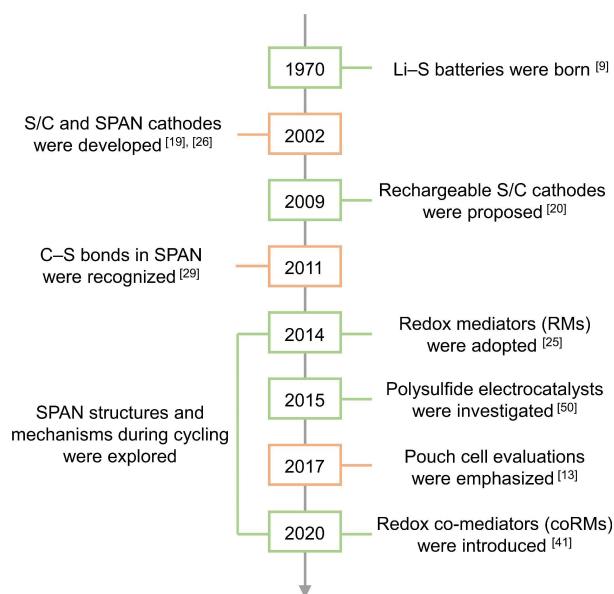 1970
Li–S batteries were born [9]
S/C and SPAN cathodes
were developed [19], [26]
2002
2009
Rechargeable S/C cathodes
were proposed [20]
C–S bonds in SPAN
were recognized [29]
2011
2014
Redox mediators (RMs)
were adopted [25]
2015
Polysulfide electrocatalysts
were investigated [50]
SPAN structures and
mechanisms during cycling
were explored
2017
Pouch cell evaluations
were emphasized [13]
2020
Redox co-mediators (coRMs)
were introduced [41]